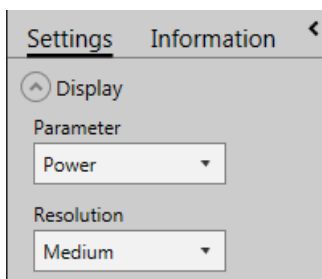 Settings Information
Display
Parameter
Power
Resolution
Medium